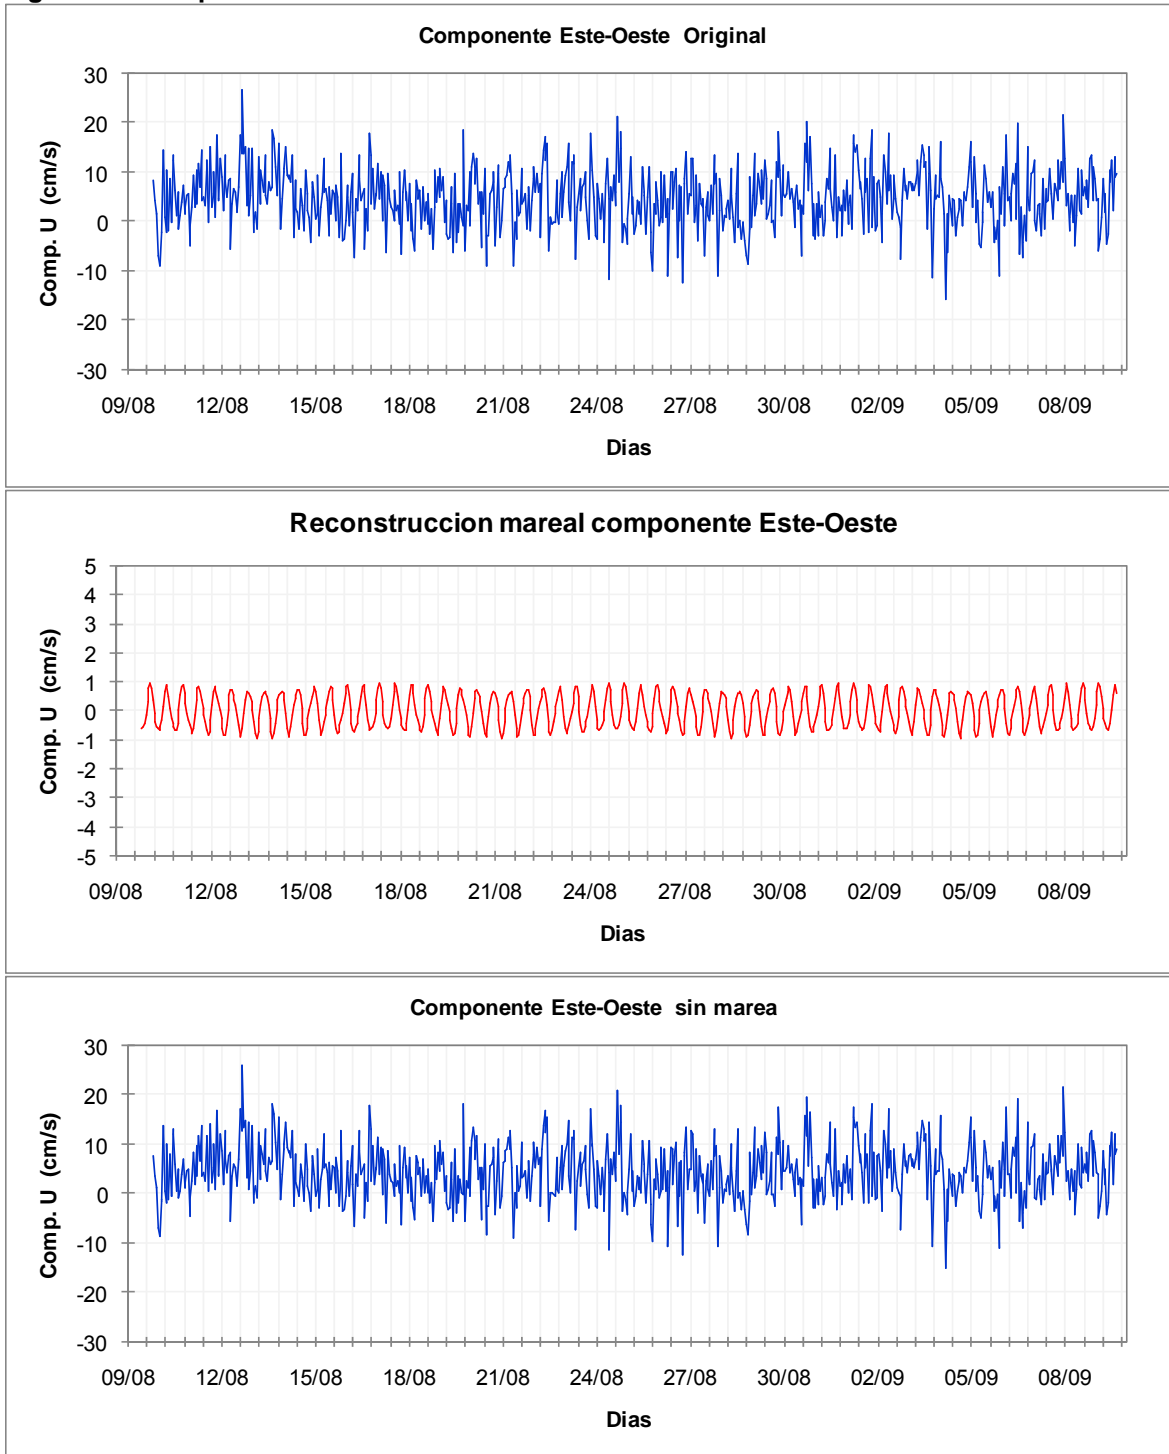 Componente Este-Oeste Original
Comp. U (cm/s)
30
20
10
0
-10
-20
-30
09/08 12/08 15/08 18/08 21/08 24/08 27/08 30/08 02/09 05/09 08/09
Dias
Reconstruccion mareal componente Este-Oeste
Comp. U (cm/s)
5
4
3
2
1
0
-1
-2
-3
-4
-5
09/08 12/08 15/08 18/08 21/08 24/08 27/08 30/08 02/09 05/09 08/09
Dias
Componente Este-Oeste sin marea
Comp. U (cm/s)
30
20
10
0
-10
-20
-30
09/08 12/08 15/08 18/08 21/08 24/08 27/08 30/08 02/09 05/09 08/09
Dias